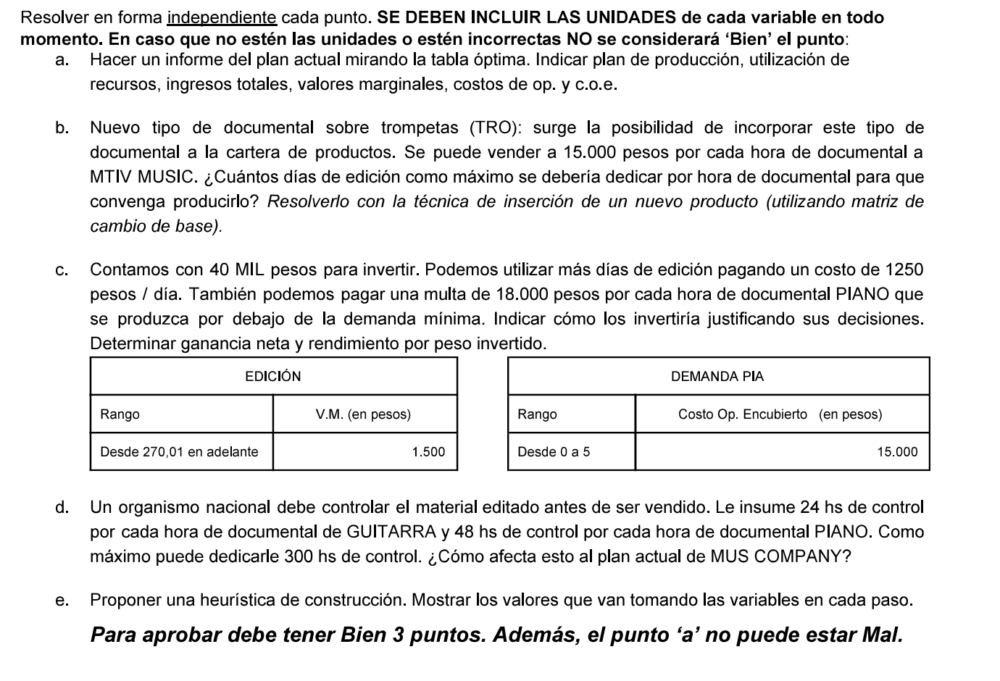 Resolver en forma independiente cada punto. SE DEBEN INCLUIR LAS UNIDADES de cada variable en todo
momento. En caso que no estén las unidades o estén incorrectas NO se considerará ‘Bien’ el punto:
a. Hacer un informe del plan actual mirando la tabla óptima. Indicar plan de producción, utilización de
recursos, ingresos totales, valores marginales, costos de op. y c.o.e.
b. Nuevo tipo de documental sobre trompetas (TRO): surge la posibilidad de incorporar este tipo de
documental a la cartera de productos. Se puede vender a 15.000 pesos por cada hora de documental a
MTIV MUSIC. ¿Cuántos días de edición como máximo se debería dedicar por hora de documental para que
convenga producirlo? Resolverlo con la técnica de inserción de un nuevo producto (utilizando matriz de
cambio de base).
c. Contamos con 40 MIL pesos para invertir. Podemos utilizar más días de edición pagando un costo de 1250
pesos / día. También podemos pagar una multa de 18.000 pesos por cada hora de documental PIANO que
se produzca por debajo de la demanda mínima. Indicar cómo los invertiría justificando sus decisiones.
Determinar ganancia neta y rendimiento por peso invertido.
EDICIÓN
Rango V.M. (en pesos)
Desde 270,01 en adelante 1.500
DEMANDA PIA
Rango Costo Op. Encubierto (en pesos)
Desde 0 a 5 15.000
d. Un organismo nacional debe controlar el material editado antes de ser vendido. Le insume 24 hs de control
por cada hora de documental de GUITARRA y 48 hs de control por cada hora de documental PIANO. Como
máximo puede dedicarle 300 hs de control. ¿Cómo afecta esto al plan actual de MUS COMPANY?
e. Proponer una heurística de construcción. Mostrar los valores que van tomando las variables en cada paso.
Para aprobar debe tener Bien 3 puntos. Además, el punto ‘a’ no puede estar Mal.